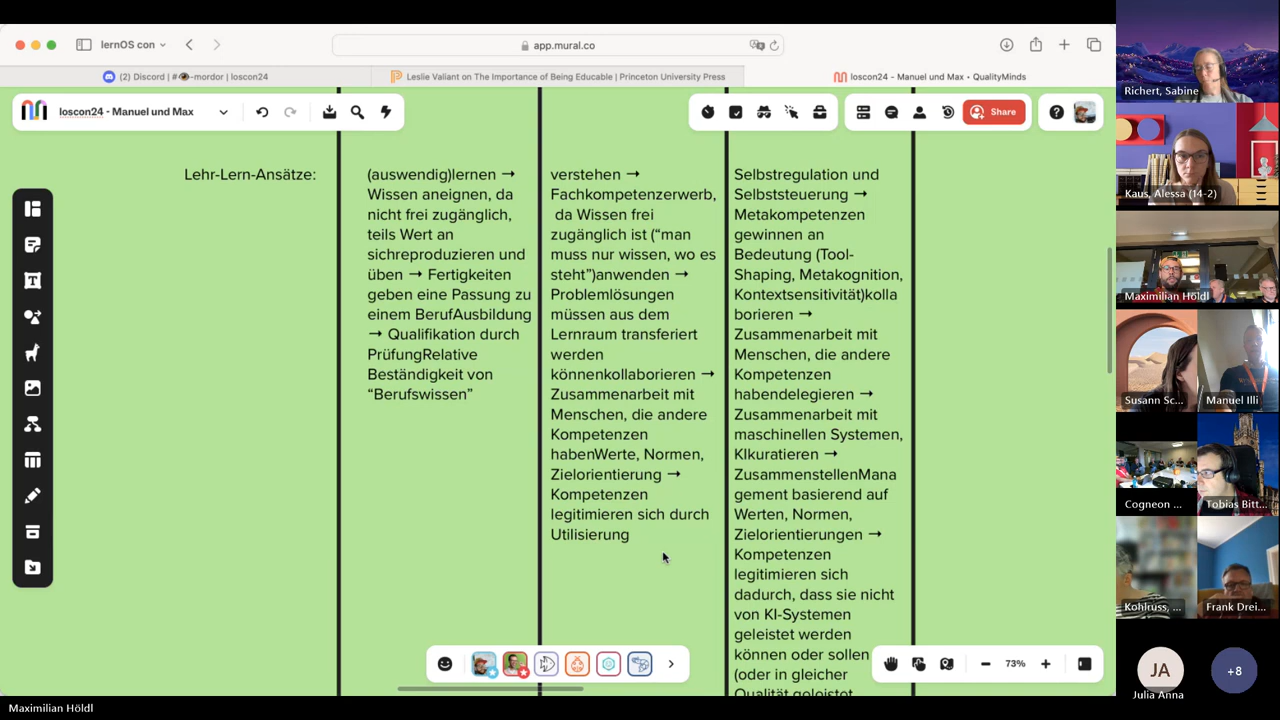 lernOS con
app.mural.co
(2) Discord | #👁-mordor | loscon24
Leslie Valiant on The Importance of Being Educable | Princeton University Press
loscon24 - Manuel und Max • QualityMinds
loscon24 - Manuel und Max
Share
Lehr-Lern-Ansätze:
(auswendig)lernen →
Wissen aneignen, da
nicht frei zugänglich,
teils Wert an
sichreproduzieren und
üben → Fertigkeiten
geben eine Passung zu
einem BerufAusbildung
→ Qualifikation durch
PrüfungRelative
Beständigkeit von
“Berufswissen”
verstehen →
Fachkompetenzerwerb,
da Wissen frei
zugänglich ist (“man
muss nur wissen, wo es
steht”)anwenden →
Problemlösungen
müssen aus dem
Lernraum transferiert
werden
könnenkollaborieren →
Zusammenarbeit mit
Menschen, die andere
Kompetenzen
habenWerte, Normen,
Zielorientierung →
Kompetenzen
legitimieren sich durch
Utilisierung
Selbstregulation und
Selbststeuerung →
Metakompetenzen
gewinnen an
Bedeutung (Tool-
Shaping, Metakognition,
Kontextsensitivität)kolla
borieren →
Zusammenarbeit mit
Menschen, die andere
Kompetenzen
habendelegieren →
Zusammenarbeit mit
maschinellen Systemen,
KIkuratieren →
ZusammenstellenMana
gement basierend auf
Werten, Normen,
Zielorientierungen →
Kompetenzen
legitimieren sich
dadurch, dass sie nicht
von KI-Systemen
geleistet werden
können oder sollen
(oder in gleicher
Qualität geleistet
73%
Richert, Sabine
Kaus, Alessa (14-2)
Maximilian Höldl
Susann Sc...
Manuel Illi
Cogneon ...
Tobias Bitt...
Kohlruss, ...
Frank Drei...
JA
+8
Julia Anna
Maximilian Höldl